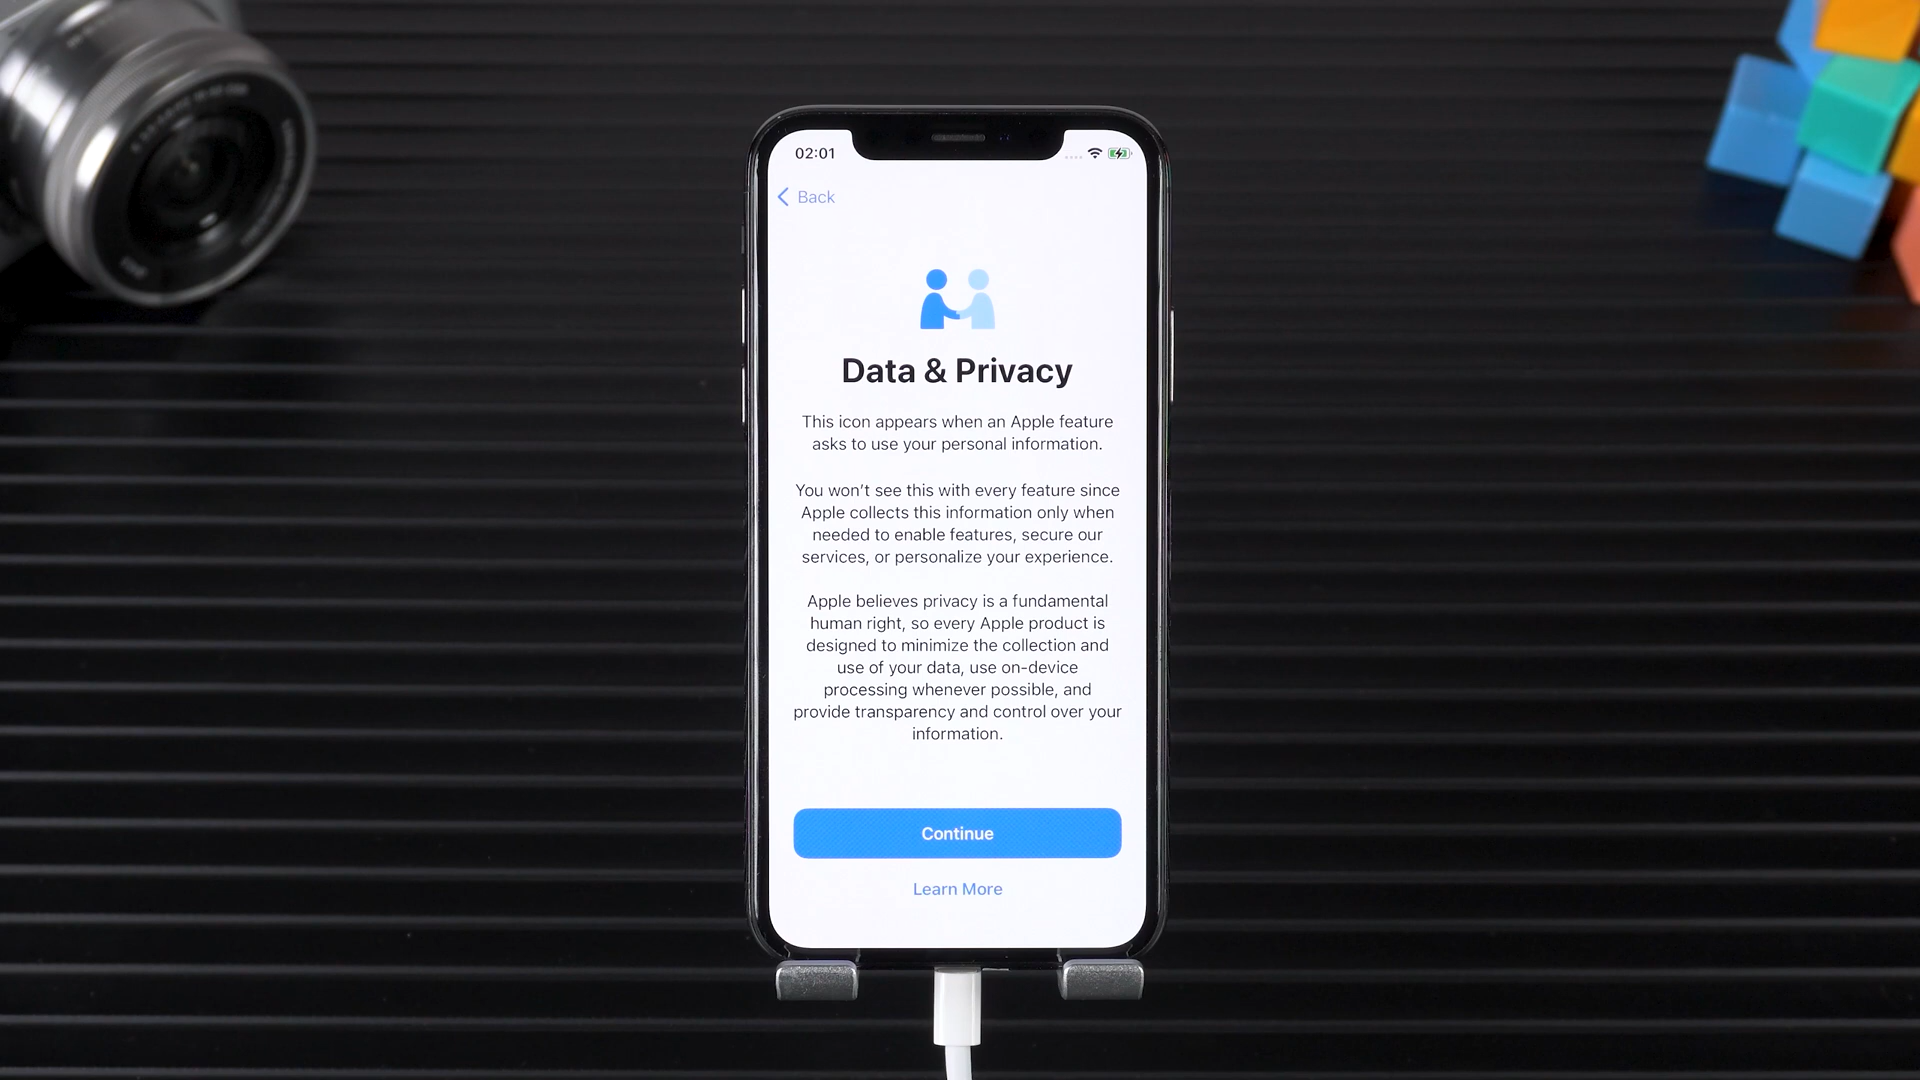 02:01
Back
Data & Privacy
This icon appears when an Apple feature
asks to use your personal information.
You won’t see this with every feature since
Apple collects this information only when
needed to enable features, secure our
services, or personalize your experience.
Apple believes privacy is a fundamental
human right, so every Apple product is
designed to minimize the collection and
use of your data, use on-device
processing whenever possible, and
provide transparency and control over your
information.
Continue
Learn More